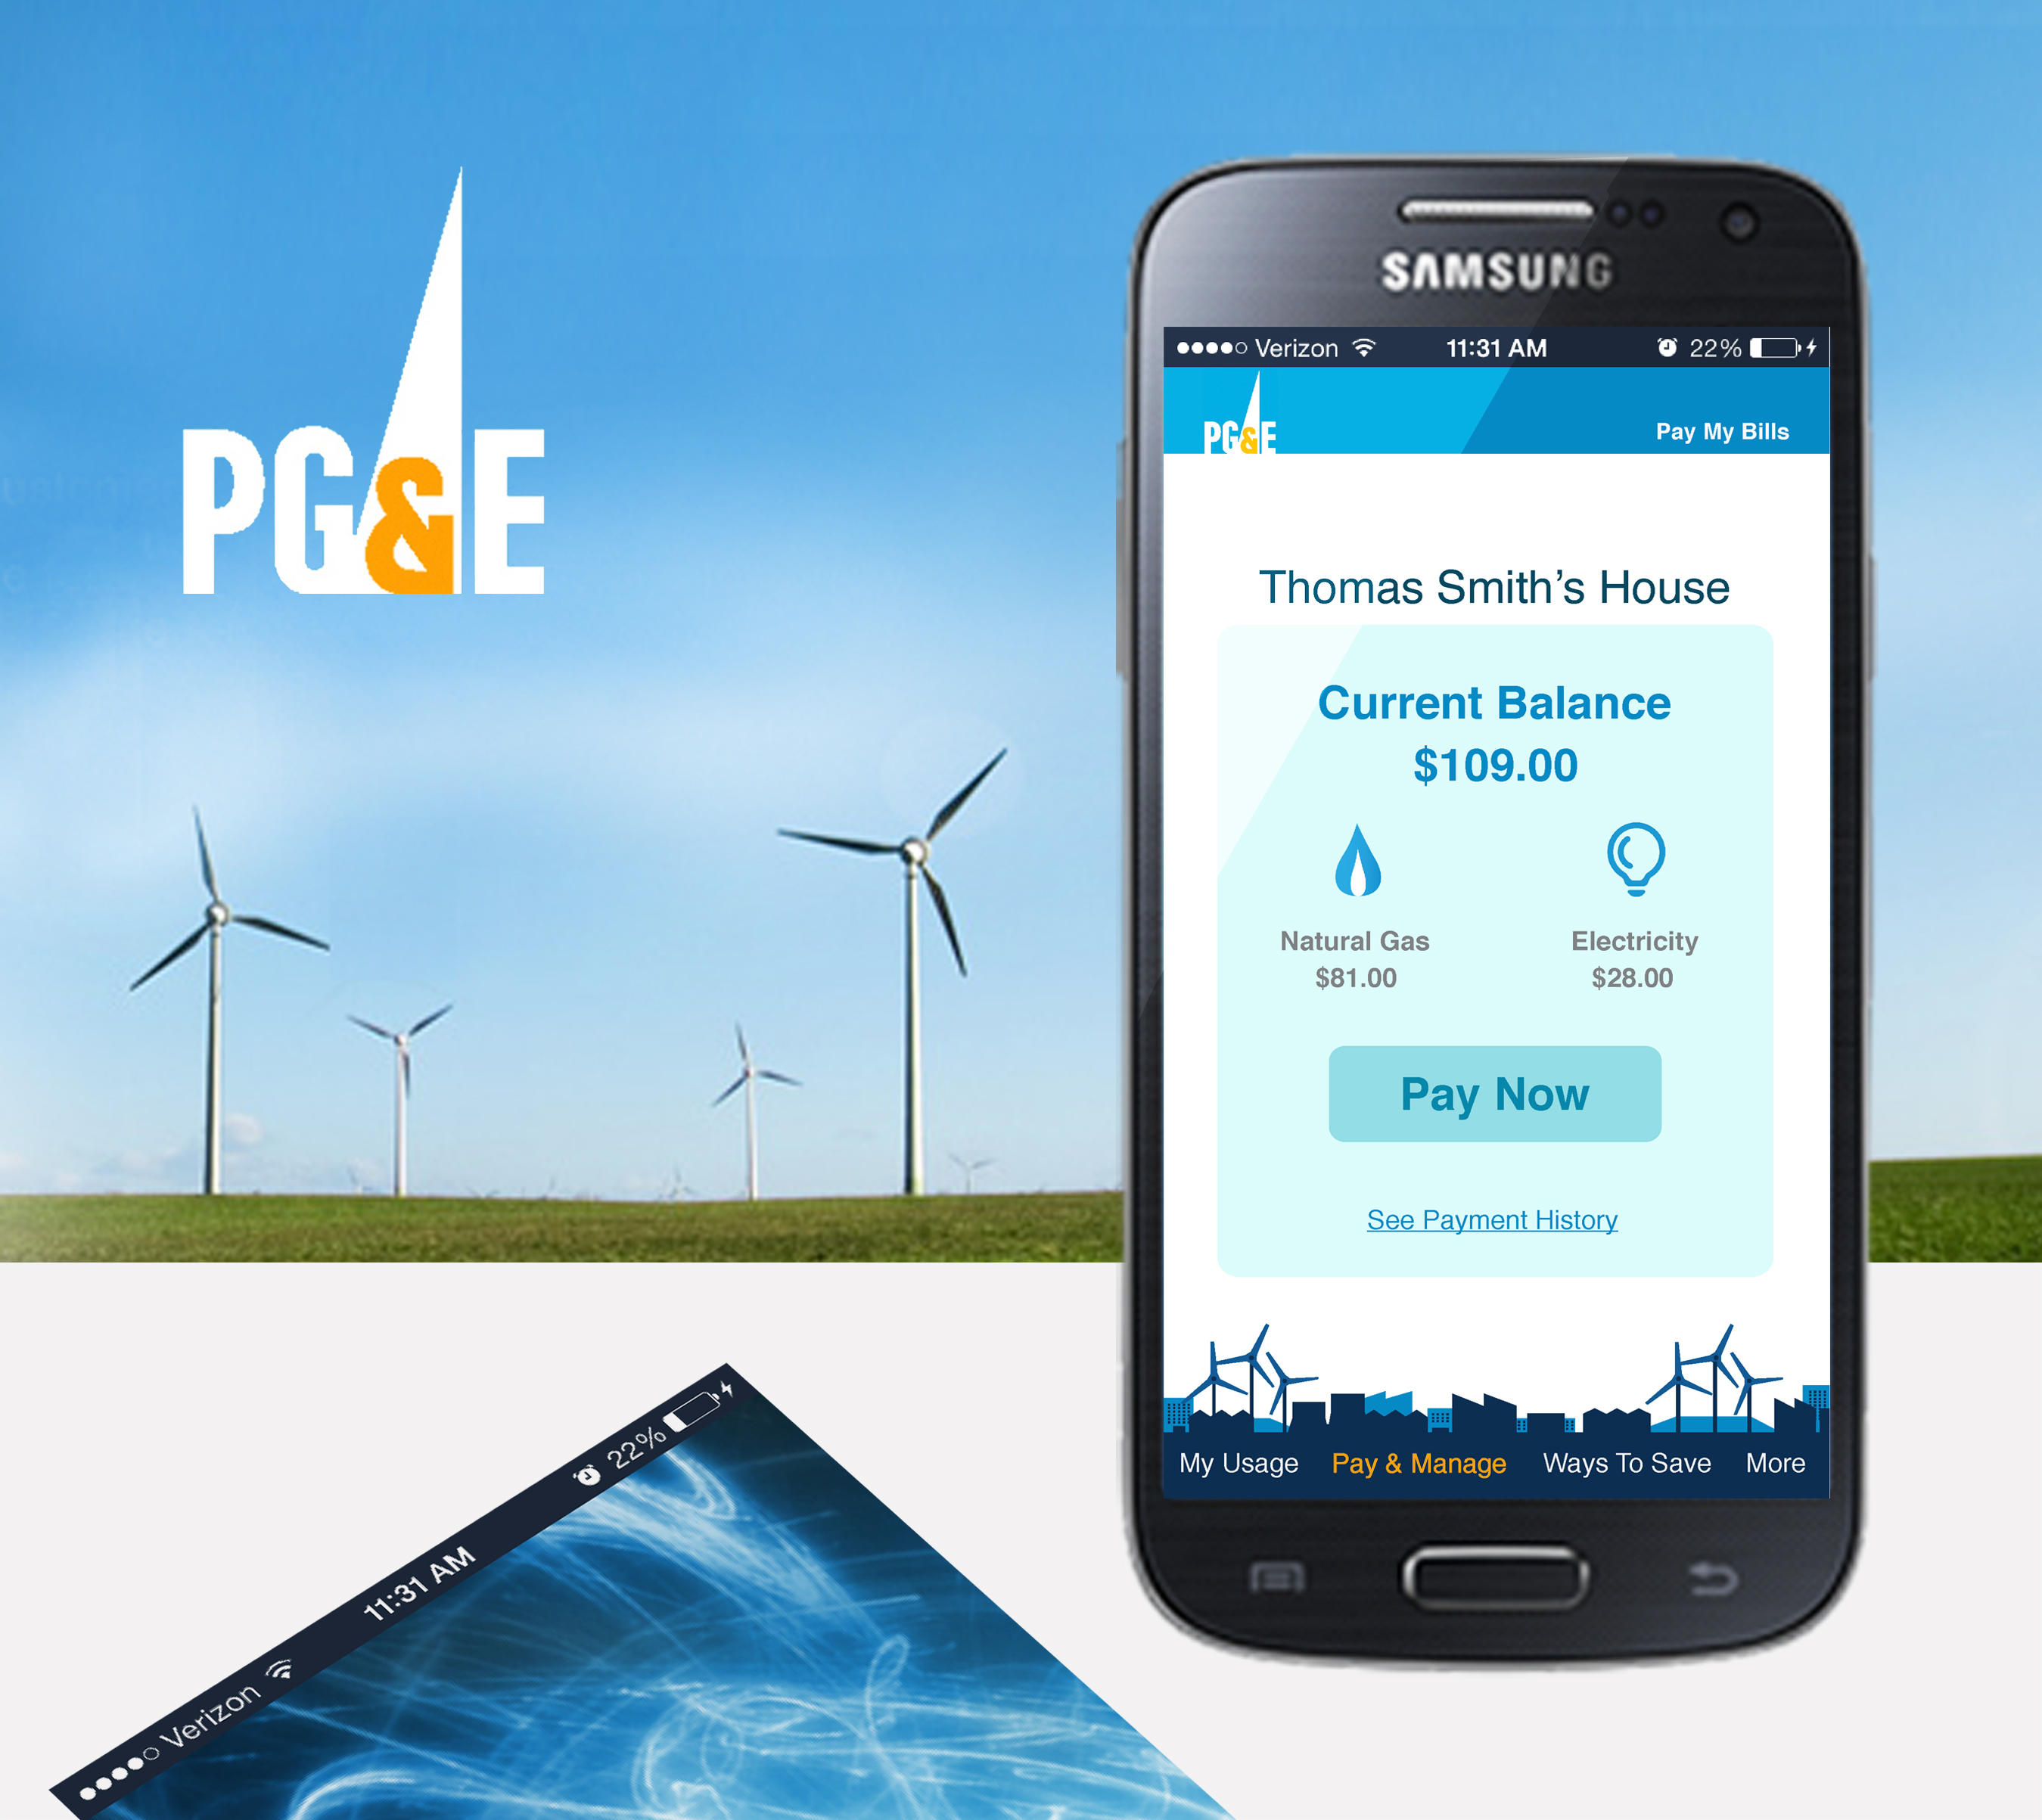 PG&E
SAMSUNG
Verizon 11:31 AM 22%
PG&E
Pay My Bills
Thomas Smith’s House
Current Balance
$109.00
Natural Gas Electricity
$81.00 $28.00
Pay Now
See Payment History
My Usage Pay & Manage Ways To Save More
Verizon 11:31 AM 22%